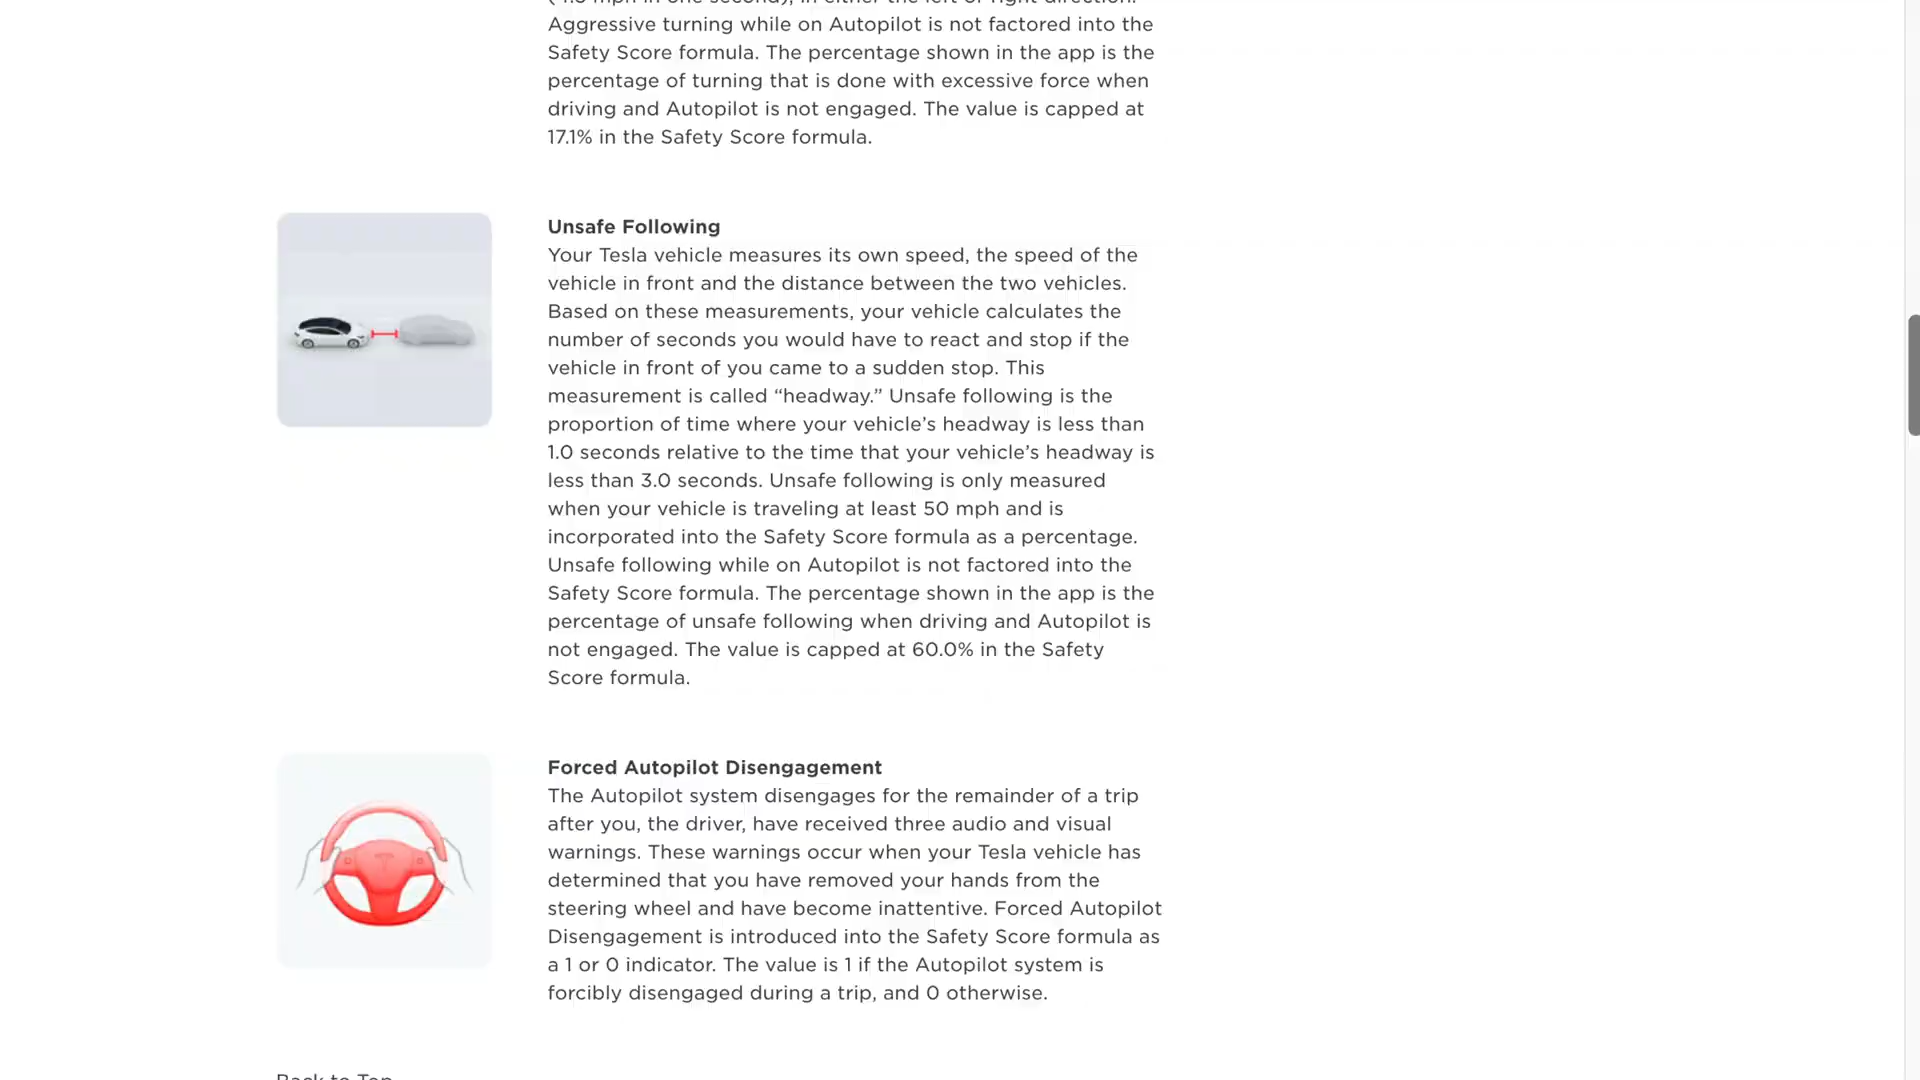 Aggressive turning while on Autopilot is not factored into the
Safety Score formula. The percentage shown in the app is the
percentage of turning that is done with excessive force when
driving and Autopilot is not engaged. The value is capped at
17.1% in the Safety Score formula.
Unsafe Following
Your Tesla vehicle measures its own speed, the speed of the
vehicle in front and the distance between the two vehicles.
Based on these measurements, your vehicle calculates the
number of seconds you would have to react and stop if the
vehicle in front of you came to a sudden stop. This
measurement is called “headway.” Unsafe following is the
proportion of time where your vehicle’s headway is less than
1.0 seconds relative to the time that your vehicle’s headway is
less than 3.0 seconds. Unsafe following is only measured
when your vehicle is traveling at least 50 mph and is
incorporated into the Safety Score formula as a percentage.
Unsafe following while on Autopilot is not factored into the
Safety Score formula. The percentage shown in the app is the
percentage of unsafe following when driving and Autopilot is
not engaged. The value is capped at 60.0% in the Safety
Score formula.
Forced Autopilot Disengagement
The Autopilot system disengages for the remainder of a trip
after you, the driver, have received three audio and visual
warnings. These warnings occur when your Tesla vehicle has
determined that you have removed your hands from the
steering wheel and have become inattentive. Forced Autopilot
Disengagement is introduced into the Safety Score formula as
a 1 or 0 indicator. The value is 1 if the Autopilot system is
forcibly disengaged during a trip, and 0 otherwise.
Back to Top